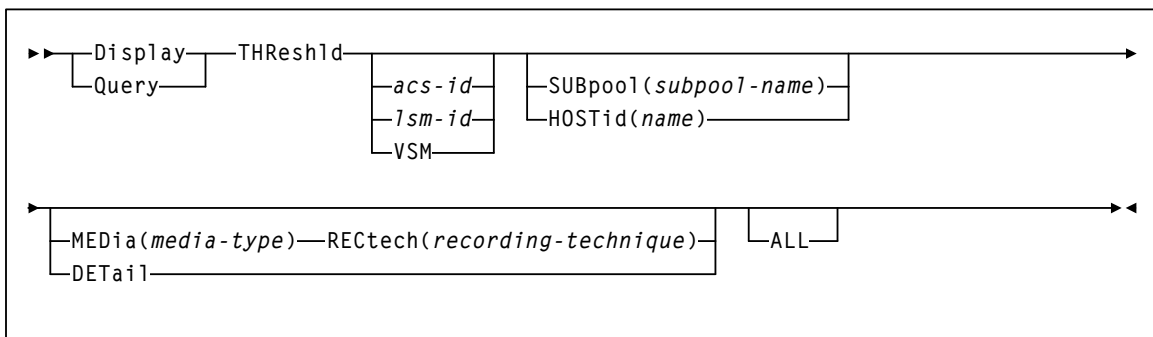 Display THReshld
Query acs-id SUBpool(subpool-name)
lsm-id HOSTid(name)
VSM
MEDia(media-type) RECtech(recording-technique) ALL
DETail